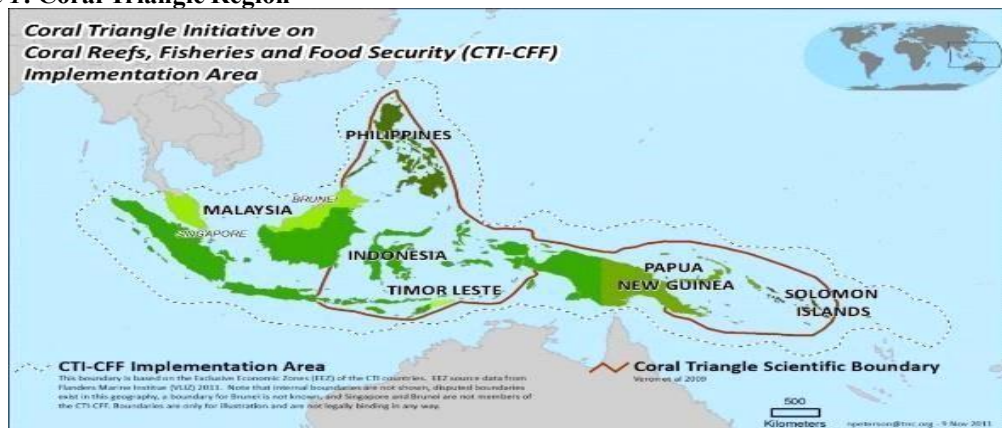 1: Coral Triangle Region
Coral Triangle Initiative on
Coral Reefs, Fisheries and Food Security (CTI-CFF)
Implementation Area
PHILIPPINES
BRUNEI
MALAYSIA
SINGAPORE
INDONESIA
TIMOR LESTE
PAPUA
NEW GUINEA
SOLOMON
ISLANDS
CTI-CFF Implementation Area
This boundary is based on the Exclusive Economic Zones (EEZ) of the CTI countries. EEZ source data from
Flanders Marine Institue (VLIZ) 2011. Note that internal boundaries are not shown, disputed boundaries
exist in this geography, a boundary for Brunei is not known, and Singapore and Brunei are not members of
the CTI-CFF. Boundaries are only for illustration and are not legally binding in any way.
Coral Triangle Scientific Boundary
Veron et al 2009
500
Kilometers
npeterson@tnc.org - 9 Nov 2011